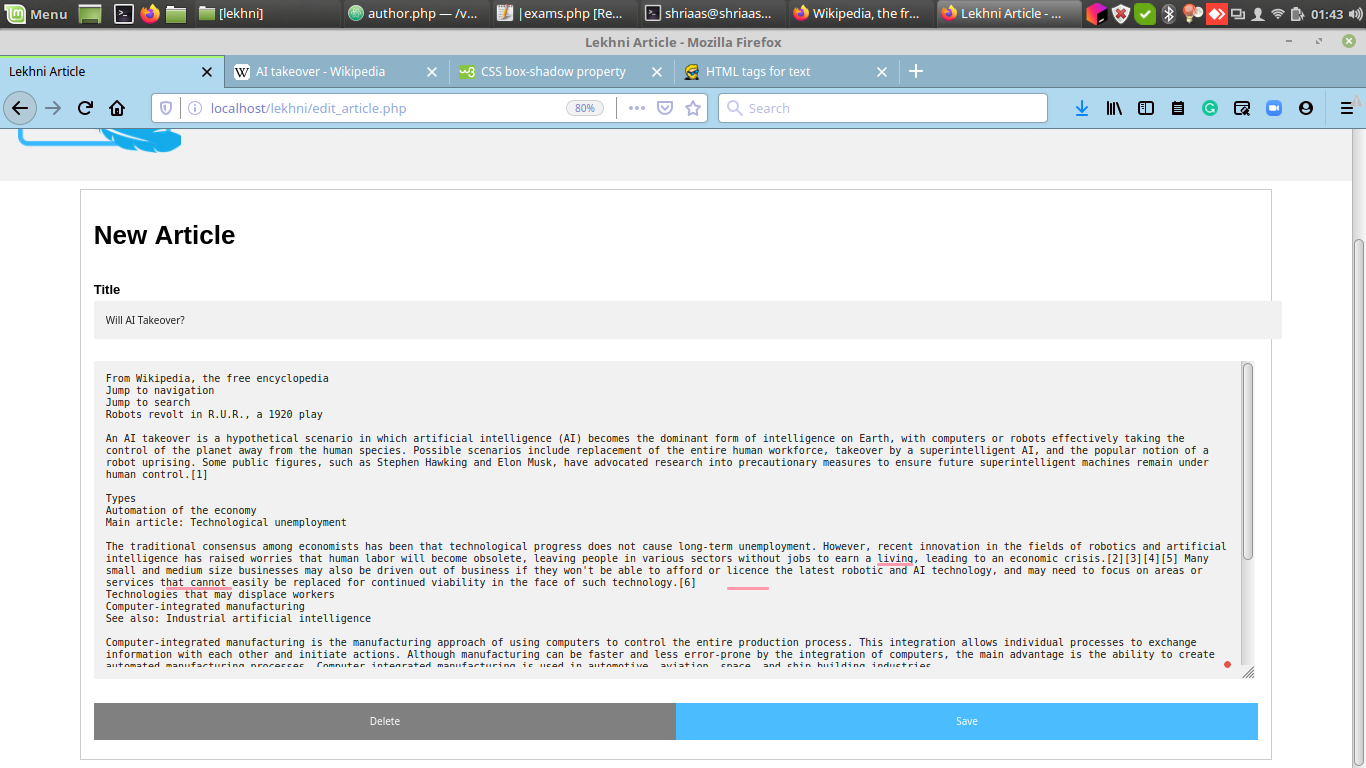 Menu
[lekhni]
author.php — /v...
|exams.php [Re...
shriaas@shriaas...
Wikipedia, the fr...
Lekhni Article - ...
01:43
Lekhni Article - Mozilla Firefox
Lekhni Article
W AI takeover - Wikipedia
CSS box-shadow property
HTML tags for text
localhost/lekhni/edit_article.php
80%
Search
New Article
Title
Will AI Takeover?
From Wikipedia, the free encyclopedia
Jump to navigation
Jump to search
Robots revolt in R.U.R., a 1920 play
An AI takeover is a hypothetical scenario in which artificial intelligence (AI) becomes the dominant form of intelligence on Earth, with computers or robots effectively taking the
control of the planet away from the human species. Possible scenarios include replacement of the entire human workforce, takeover by a superintelligent AI, and the popular notion of a
robot uprising. Some public figures, such as Stephen Hawking and Elon Musk, have advocated research into precautionary measures to ensure future superintelligent machines remain under
human control.[1]
Types
Automation of the economy
Main article: Technological unemployment
The traditional consensus among economists has been that technological progress does not cause long-term unemployment. However, recent innovation in the fields of robotics and artificial
intelligence has raised worries that human labor will become obsolete, leaving people in various sectors without jobs to earn a living, leading to an economic crisis.[2][3][4][5] Many
small and medium size businesses may also be driven out of business if they won't be able to afford or licence the latest robotic and AI technology, and may need to focus on areas or
services that cannot easily be replaced for continued viability in the face of such technology.[6]
Technologies that may displace workers
Computer-integrated manufacturing
See also: Industrial artificial intelligence
Computer-integrated manufacturing is the manufacturing approach of using computers to control the entire production process. This integration allows individual processes to exchange
information with each other and initiate actions. Although manufacturing can be faster and less error-prone by the integration of computers, the main advantage is the ability to create
automated manufacturing processes. Computer-integrated manufacturing is used in automotive, aviation, space, and ship building industries.
Delete
Save